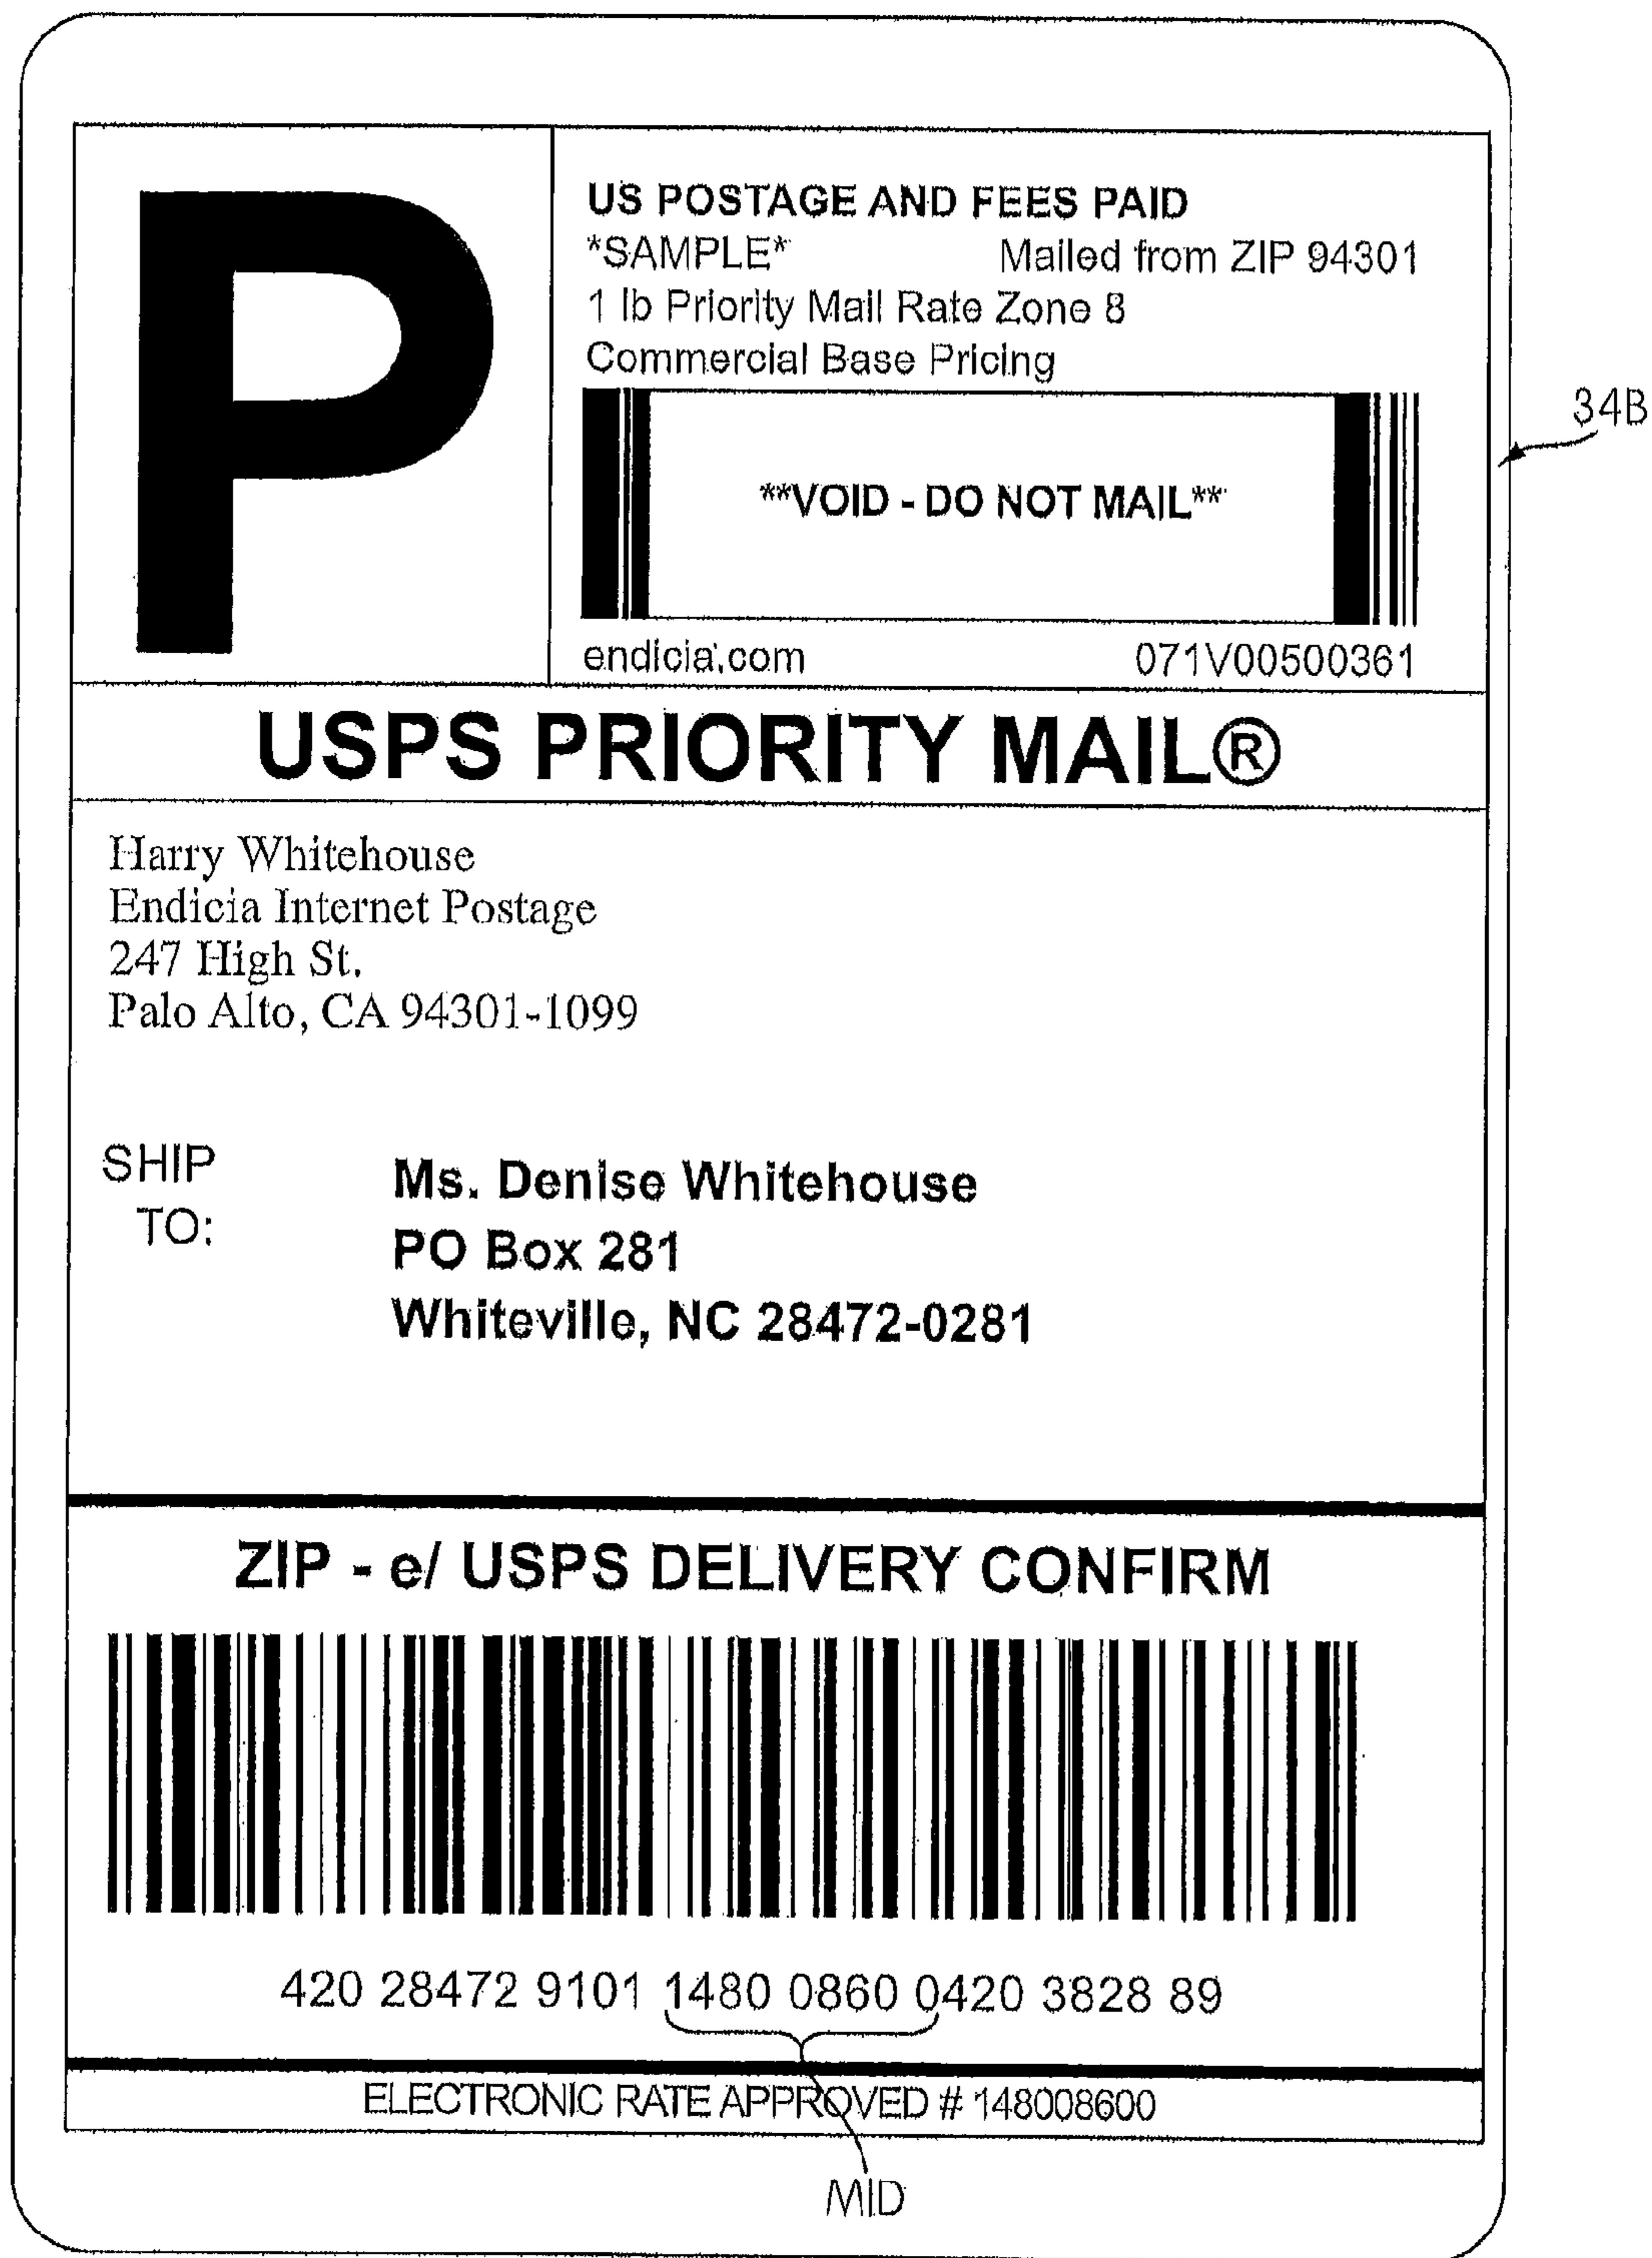 P
US POSTAGE AND FEES PAID
*SAMPLE* Mailed from ZIP 94301
1 lb Priority Mail Rate Zone 8
Commercial Base Pricing
34B
**VOID - DO NOT MAIL**
endicia.com 071V00500361
USPS PRIORITY MAIL®
Harry Whitehouse
Endicia Internet Postage
247 High St.
Palo Alto, CA 94301-1099
SHIP
TO:
Ms. Denise Whitehouse
PO Box 281
Whiteville, NC 28472-0281
ZIP - e/ USPS DELIVERY CONFIRM
420 28472 9101 1480 0860 0420 3828 89
ELECTRONIC RATE APPROVED # 148008600
MID